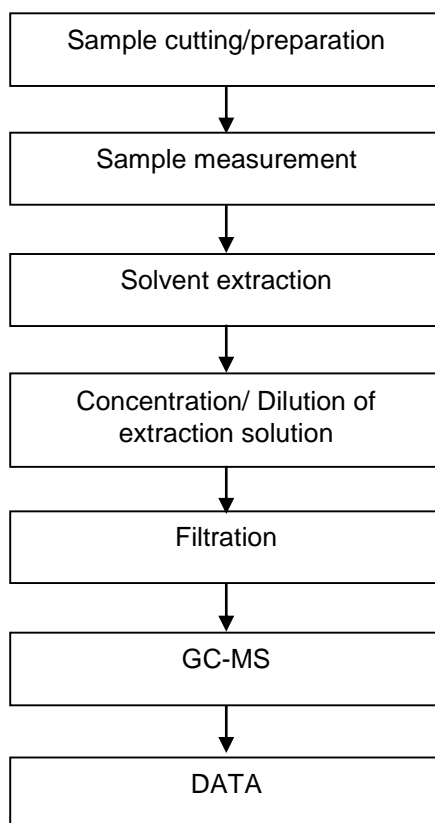 Sample cutting/preparation
Sample measurement
Solvent extraction
Concentration/ Dilution of
extraction solution
Filtration
GC-MS
DATA